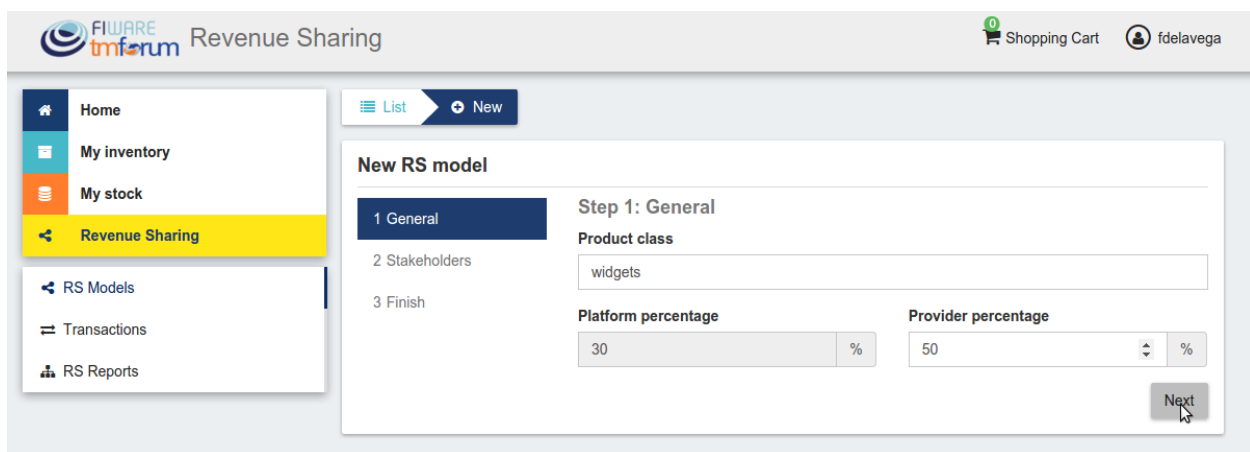 FIWARE
tmforum
Revenue Sharing
0
Shopping Cart
fdelavega
Home
My inventory
My stock
Revenue Sharing
RS Models
Transactions
RS Reports
List
New
New RS model
1 General
2 Stakeholders
3 Finish
Step 1: General
Product class
widgets
Platform percentage
Provider percentage
30 %
50 %
Next